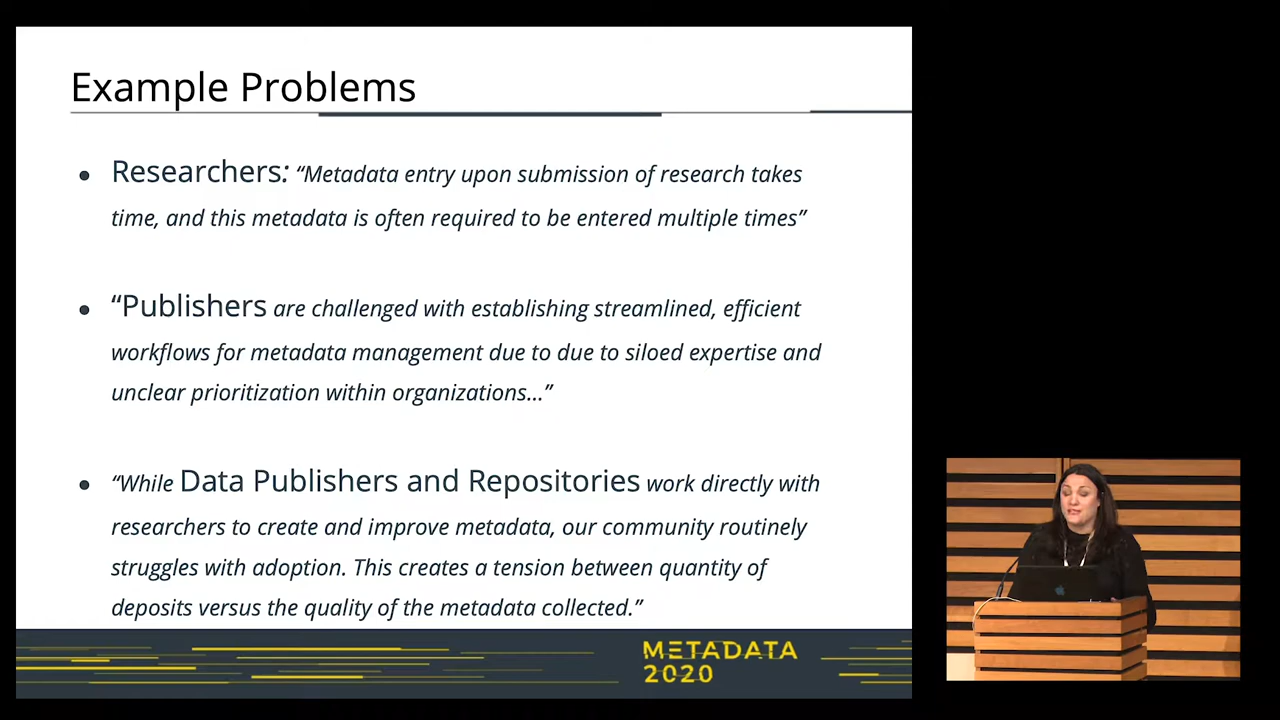 Example Problems
• Researchers: “Metadata entry upon submission of research takes
time, and this metadata is often required to be entered multiple times”
• “Publishers are challenged with establishing streamlined, efficient
workflows for metadata management due to due to siloed expertise and
unclear prioritization within organizations...”
• “While Data Publishers and Repositories work directly with
researchers to create and improve metadata, our community routinely
struggles with adoption. This creates a tension between quantity of
deposits versus the quality of the metadata collected.”
METADATA
2020